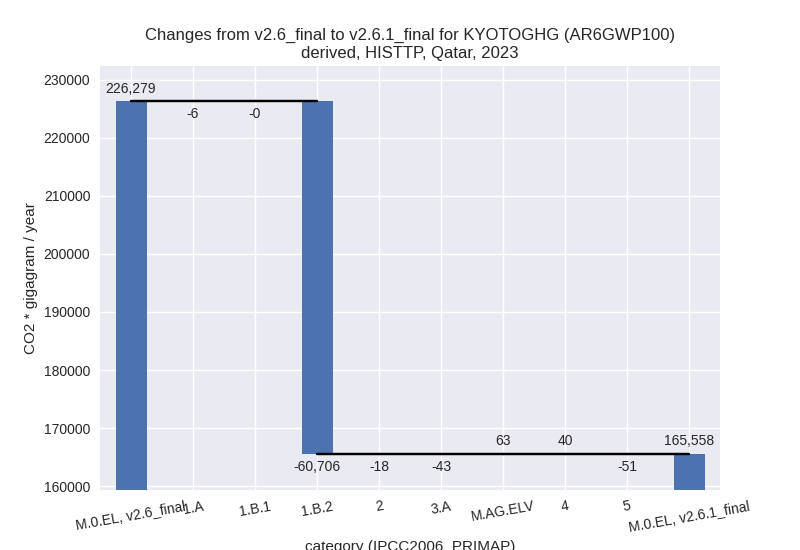 Changes from v2.6_final to v2.6.1_final for KYOTOGHG (AR6GWP100)
derived, HISTTP, Qatar, 2023
CO2 * gigagram / year
230000
220000
210000
200000
190000
180000
170000
160000
226,279
-6
-0
-60,706
-18
-43
63
40
-51
165,558
M.0.EL, v2.6_final
1.A
1.B.1
1.B.2
2
3.A
M.AG.ELV
4
5
M.0.EL, v2.6.1_final
category (IPCC2006_PRIMAP)